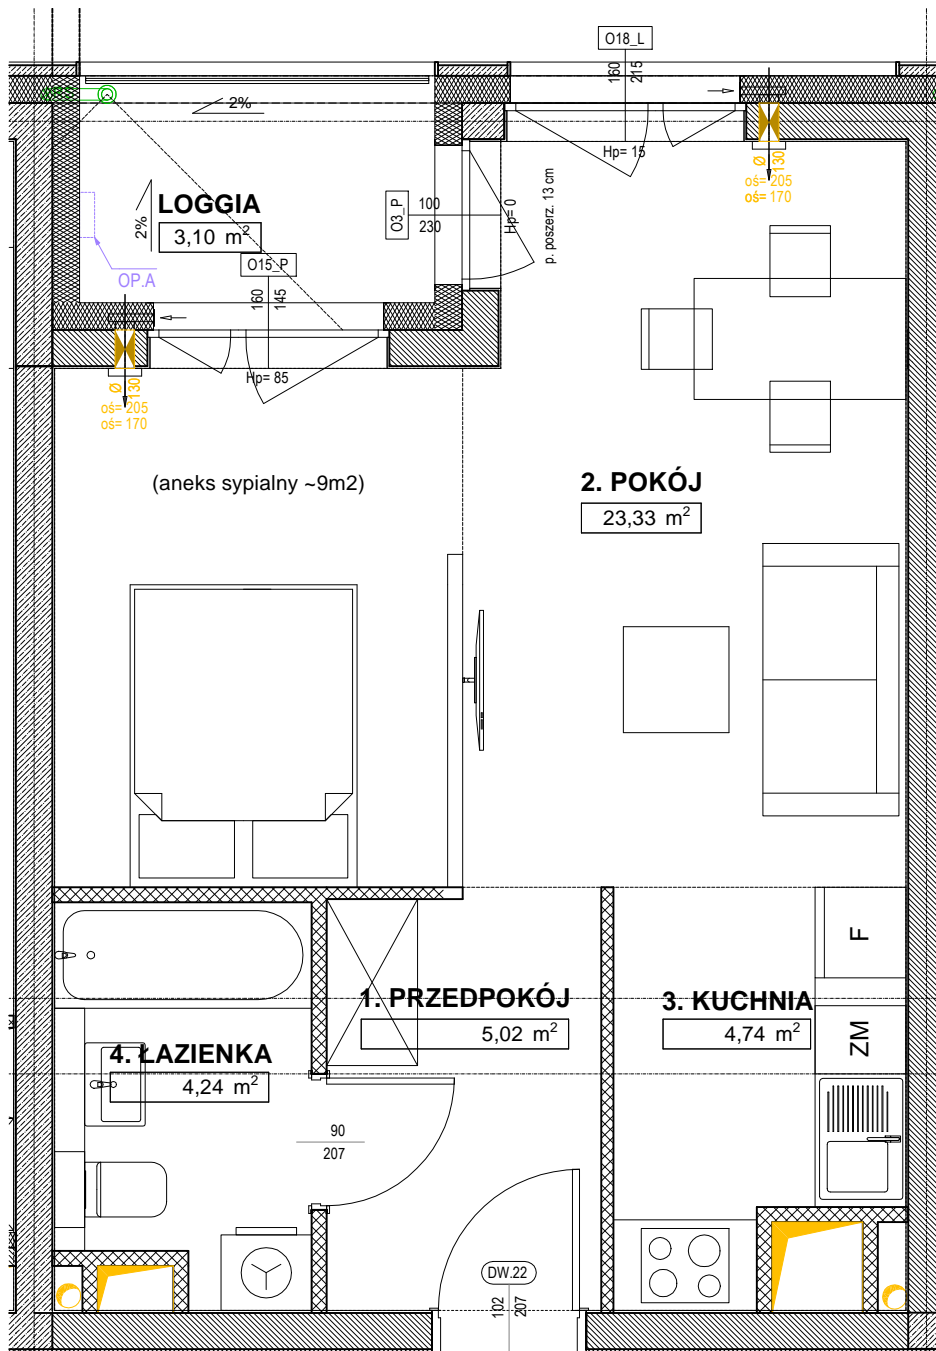 O18_L
160
215
2%
Hp= 15
Ø
130
oś= 205
oś= 170
LOGGIA
3,10 m²
2%
OP.A
O3_P
100
230
Hp= 0
p. poszerz. 13 cm
O15_P
160
145
Hp= 85
Ø
130
oś= 205
oś= 170
(aneks sypialny ~9m2)
2. POKÓJ
23,33 m²
F
1. PRZEDPOKÓJ
5,02 m²
3. KUCHNIA
4,74 m²
ZM
4. ŁAZIENKA
4,24 m²
90
207
DW.22
102
207